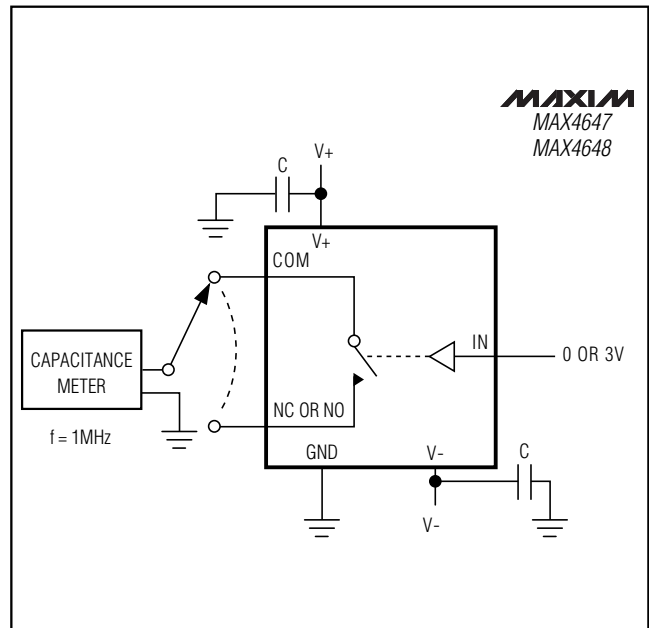 MAXIM
MAX4647
MAX4648
V+
C
V+
COM
IN
0 OR 3V
CAPACITANCE
METER
NC OR NO
f = 1MHz
GND
V-
C
V-